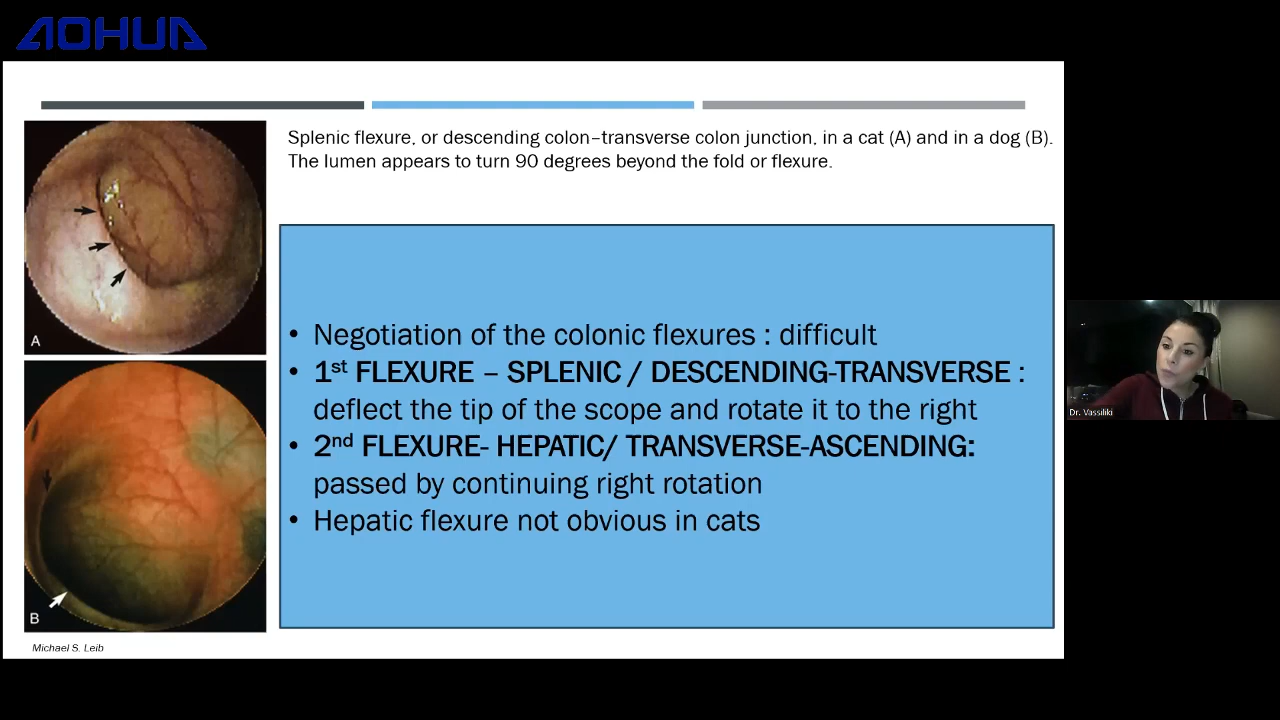 AOHUA
Splenic flexure, or descending colon–transverse colon junction, in a cat (A) and in a dog (B).
The lumen appears to turn 90 degrees beyond the fold or flexure.
A
• Negotiation of the colonic flexures : difficult
• 1st FLEXURE – SPLENIC / DESCENDING-TRANSVERSE :
deflect the tip of the scope and rotate it to the right
• 2nd FLEXURE- HEPATIC/ TRANSVERSE-ASCENDING:
passed by continuing right rotation
• Hepatic flexure not obvious in cats
B
Michael S. Leib
Dr. Vassiliki